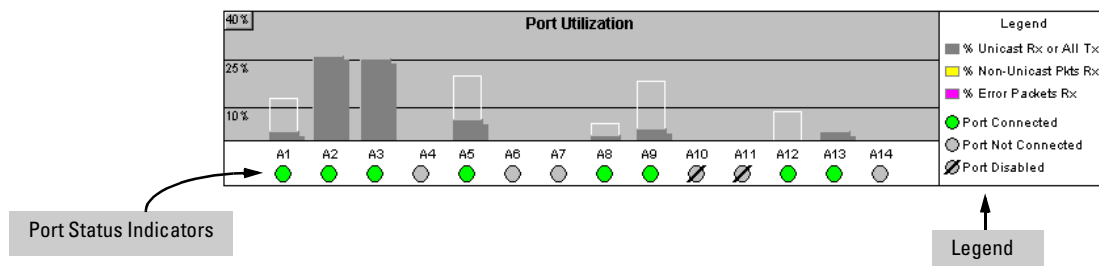 40%
Port Utilization
25%
10%
A1 A2 A3 A4 A5 A6 A7 A8 A9 A10 A11 A12 A13 A14
Legend
% Unicast Rx or All Tx
% Non-Unicast Pkts Rx
% Error Packets Rx
Port Connected
Port Not Connected
Port Disabled
Port Status Indicators
Legend